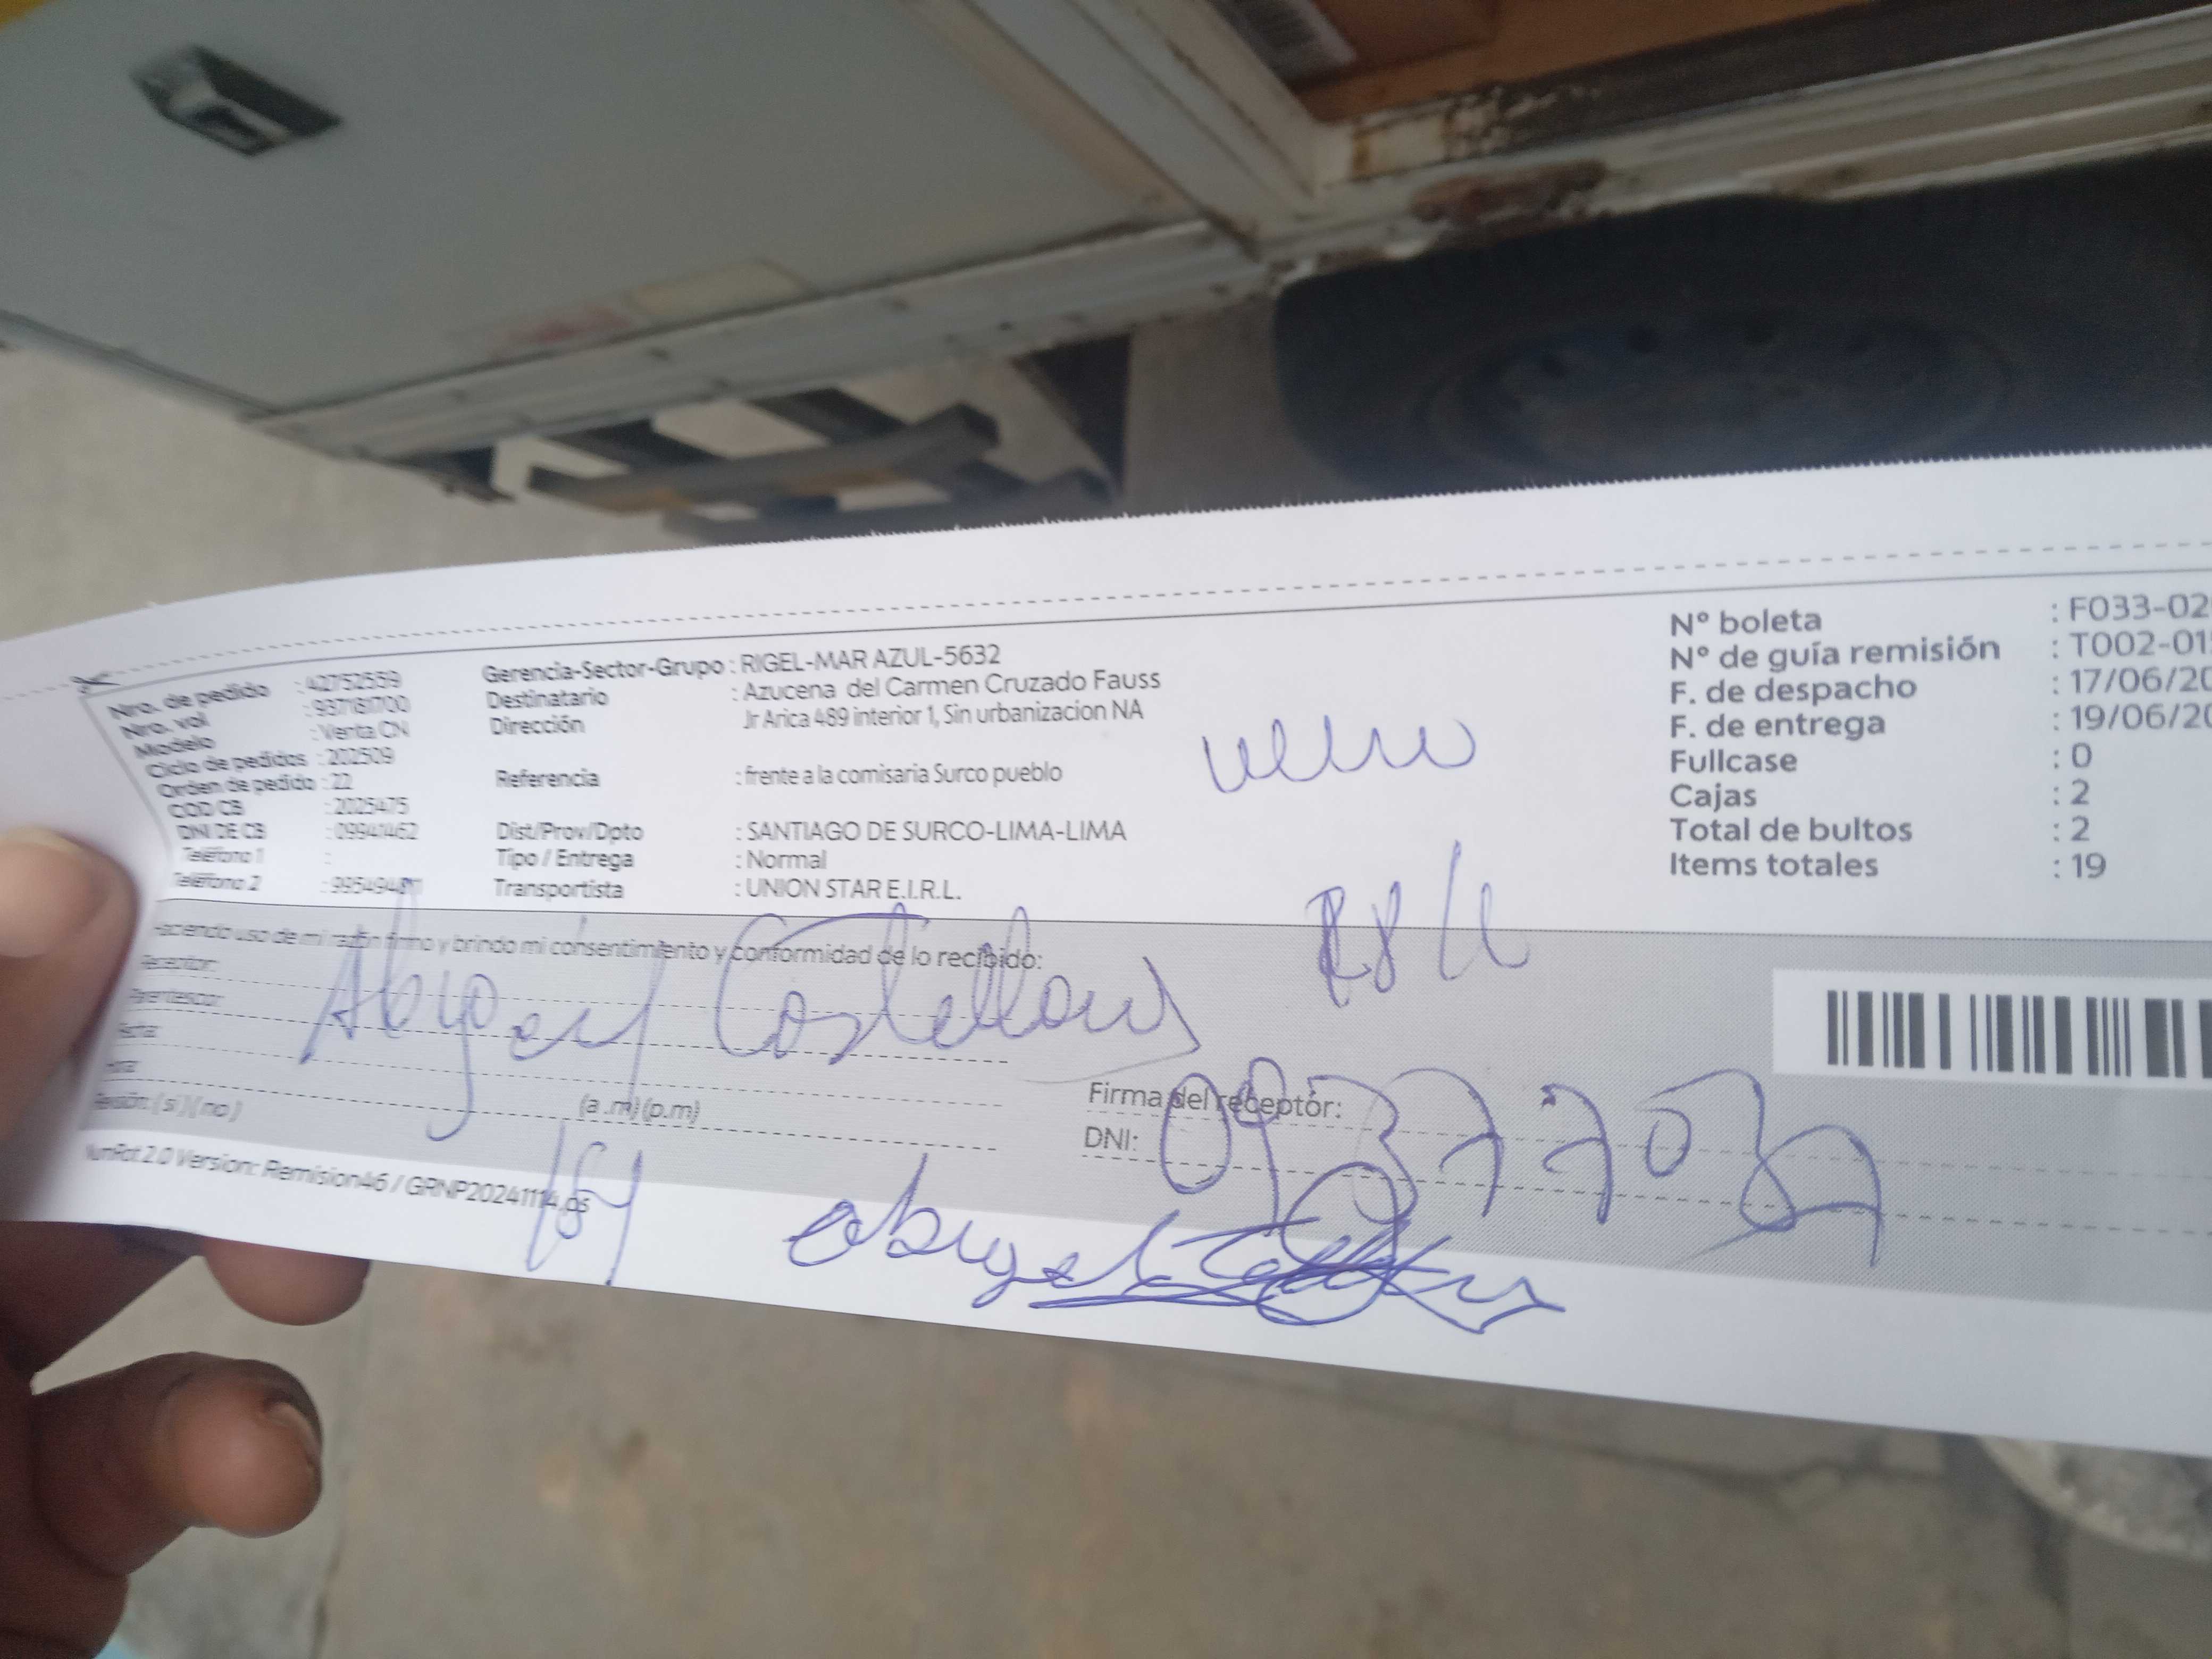 Nro. de pedido : 42752559
Nro. vol : 937181700
Modelo : Venta CN
Ciclo de pedidos : 202509
Orden de pedido : 22
COD CB : 2025475
DNI DE CB : 09941462
Teléfono 1 :
Teléfono 2 : 995494811
Gerencia-Sector-Grupo : RIGEL-MAR AZUL-5632
Destinatario : Azucena del Carmen Cruzado Fauss
Dirección Jr Arica 489 interior 1, Sin urbanizacion NA
Referencia : frente a la comisaria Surco pueblo
Dist/Prov/Dpto : SANTIAGO DE SURCO-LIMA-LIMA
Tipo / Entrega : Normal
Transportista : UNION STAR E.I.R.L.
N° boleta : F033-02
N° de guía remisión : T002-01
F. de despacho : 17/06/20
F. de entrega : 19/06/20
Fullcase : 0
Cajas : 2
Total de bultos : 2
Items totales : 19
Haciendo uso de mi razón firmo y brindo mi consentimiento y conformidad de lo recibido:
Receptor:
Parentesco:
Fecha:
Hora: (a .m) (p.m)
Revisión: ( si ) ( no )
Firma del receptor:
DNI:
NumPct 2.0 Version: Remision46 / GRNP20241114.05